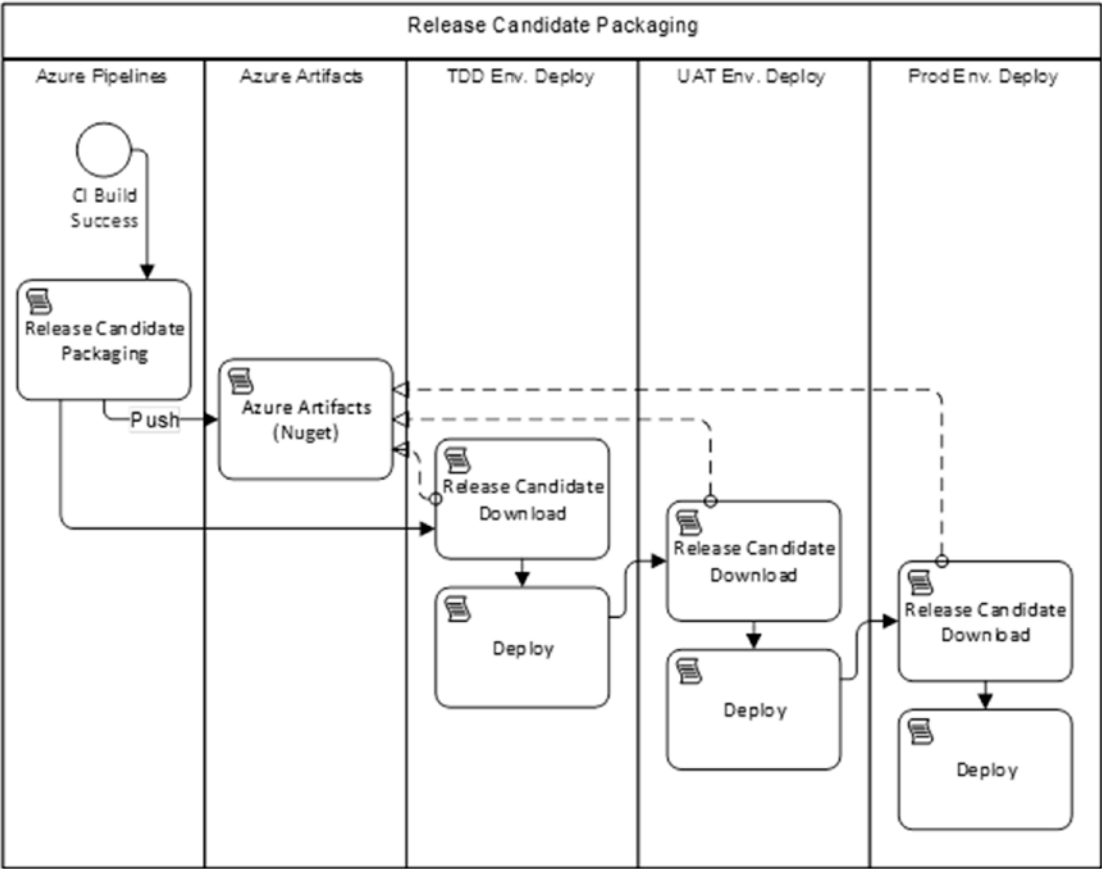 Release Candidate Packaging
Azure Pipelines
Azure Artifacts
TDD Env. Deploy
UAT Env. Deploy
Prod Env. Deploy
CI Build
Success
Release Candidate
Packaging
Push
Azure Artifacts
(Nuget)
Release Candidate
Download
Deploy
Release Candidate
Download
Deploy
Release Candidate
Download
Deploy